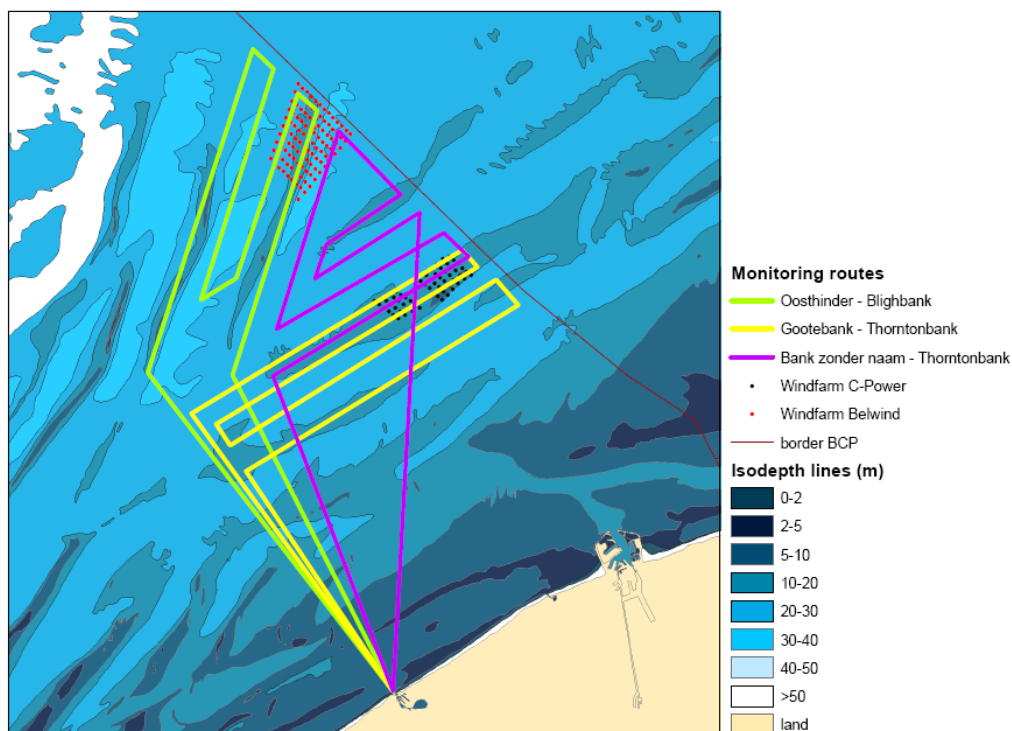 Monitoring routes
Oosthinder - Blighbank
Gootebank - Thorntonbank
Bank zonder naam - Thorntonbank
Windfarm C-Power
Windfarm Belwind
border BCP
Isodepth lines (m)
0-2
2-5
5-10
10-20
20-30
30-40
40-50
>50
land